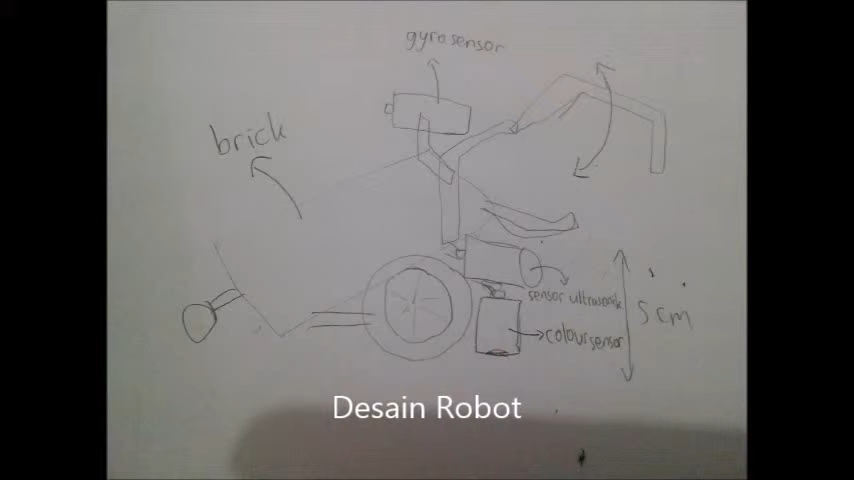 gyro sensor
brick
sensor ultrasonik
5 cm
colour sensor
Desain Robot